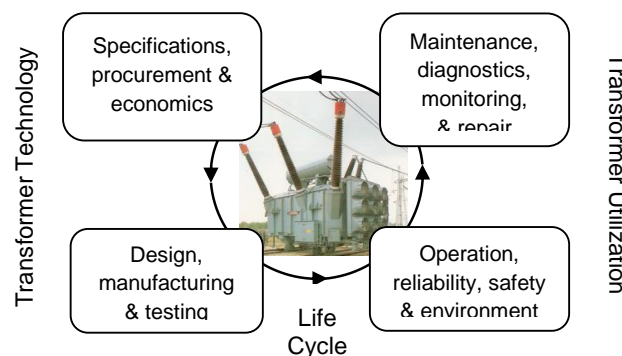 Specifications,
procurement &
economics
Maintenance,
diagnostics,
monitoring,
& repair
Transformer Technology
Transformer Utilization
Design,
manufacturing
& testing
Operation,
reliability, safety
& environment
Life
Cycle